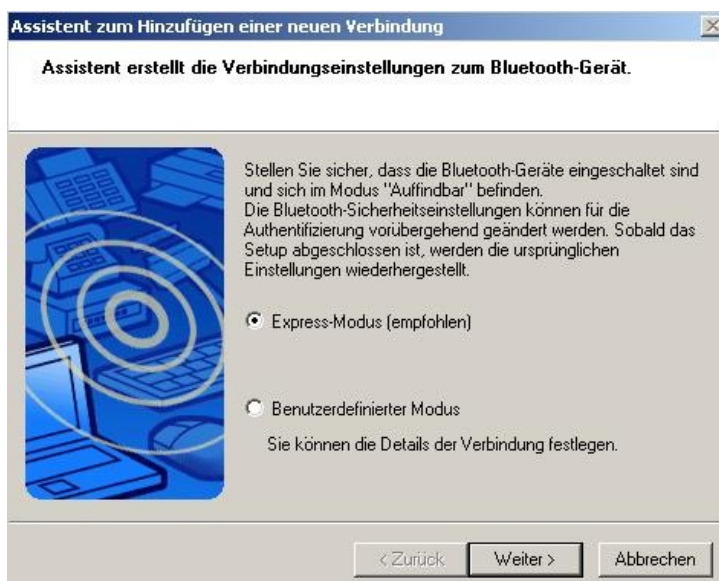 Assistent zum Hinzufügen einer neuen Verbindung
Assistent erstellt die Verbindungseinstellungen zum Bluetooth-Gerät.
Stellen Sie sicher, dass die Bluetooth-Geräte eingeschaltet sind
und sich im Modus "Auffindbar" befinden.
Die Bluetooth-Sicherheitseinstellungen können für die
Authentifizierung vorübergehend geändert werden. Sobald das
Setup abgeschlossen ist, werden die ursprünglichen
Einstellungen wiederhergestellt.
Express-Modus (empfohlen)
Benutzerdefinierter Modus
Sie können die Details der Verbindung festlegen.
< Zurück Weiter > Abbrechen